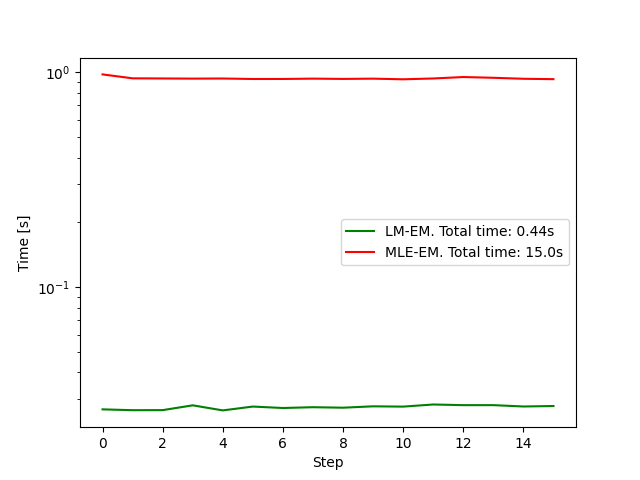 10⁰
Time [s]
LM-EM. Total time: 0.44s
MLE-EM. Total time: 15.0s
10⁻¹
0 2 4 6 8 10 12 14
Step